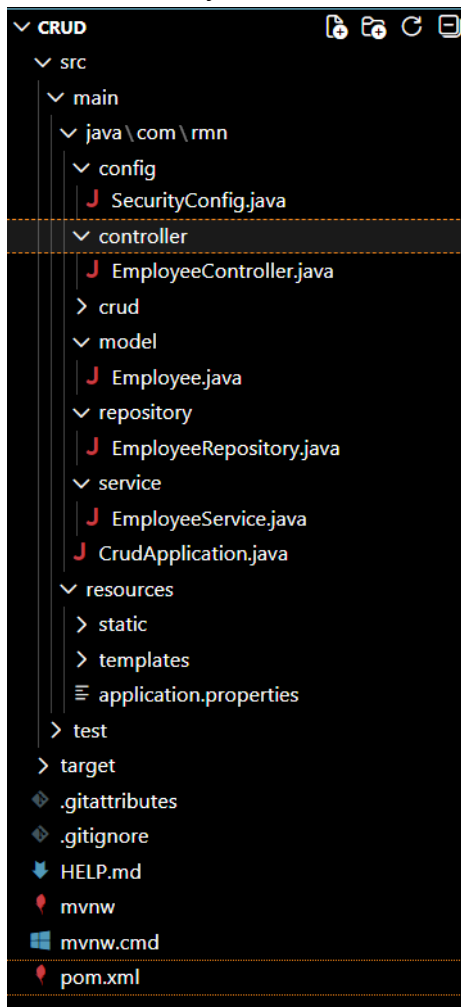 CRUD
src
main
java\com\rmn
config
J SecurityConfig.java
controller
J EmployeeController.java
crud
model
J Employee.java
repository
J EmployeeRepository.java
service
J EmployeeService.java
J CrudApplication.java
resources
static
templates
application.properties
test
target
.gitattributes
.gitignore
HELP.md
mvnw
mvnw.cmd
pom.xml